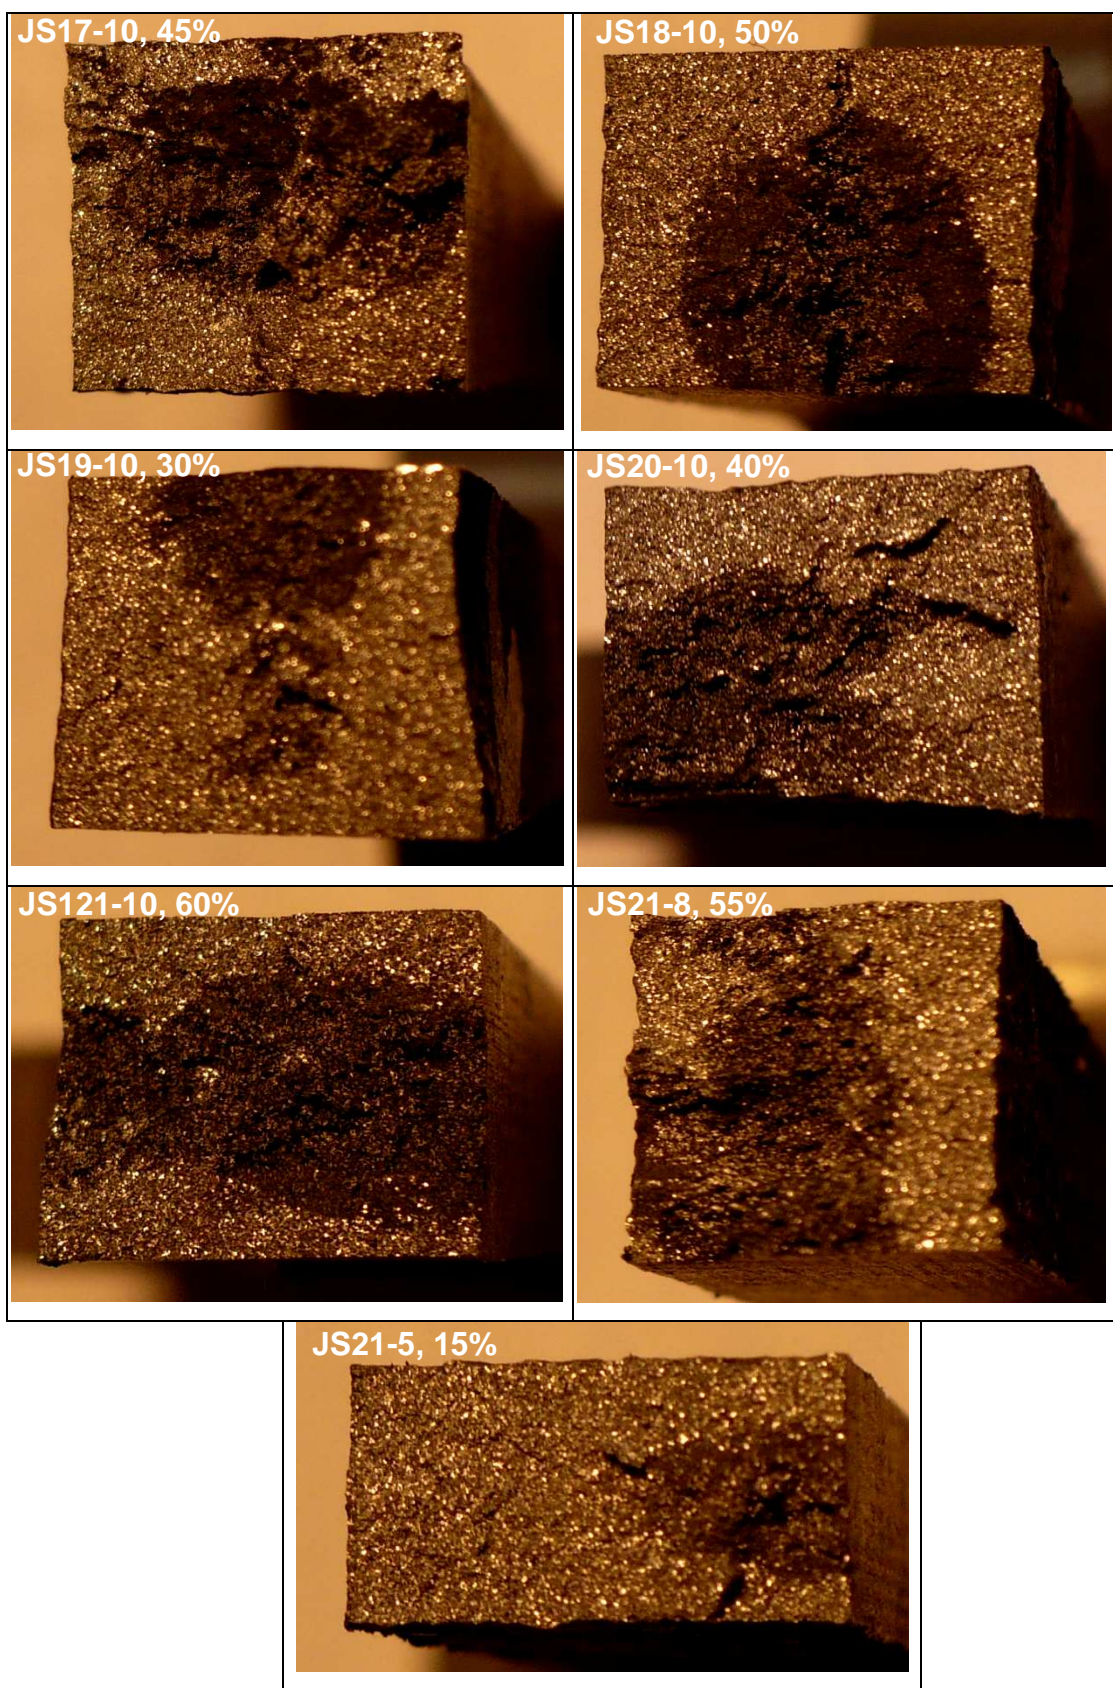 JS17-10, 45%
JS18-10, 50%
JS19-10, 30%
JS20-10, 40%
JS121-10, 60%
JS21-8, 55%
JS21-5, 15%